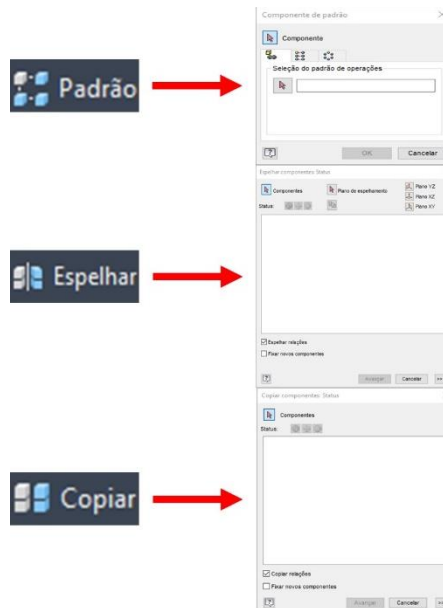 Componente de padrão
Componente
Padrão
Seleção do padrão de operações
OK Cancelar
Espelhar componentes: Status
Componentes Plano de espelhamento Plano YZ
Plano XZ
Status: Plano XY
Espelhar
Espelhar relações
Fixar novos componentes
Avançar Cancelar >>
Copiar componentes: Status
Componentes
Status:
Copiar
Copiar relações
Fixar novos componentes
Avançar Cancelar >>